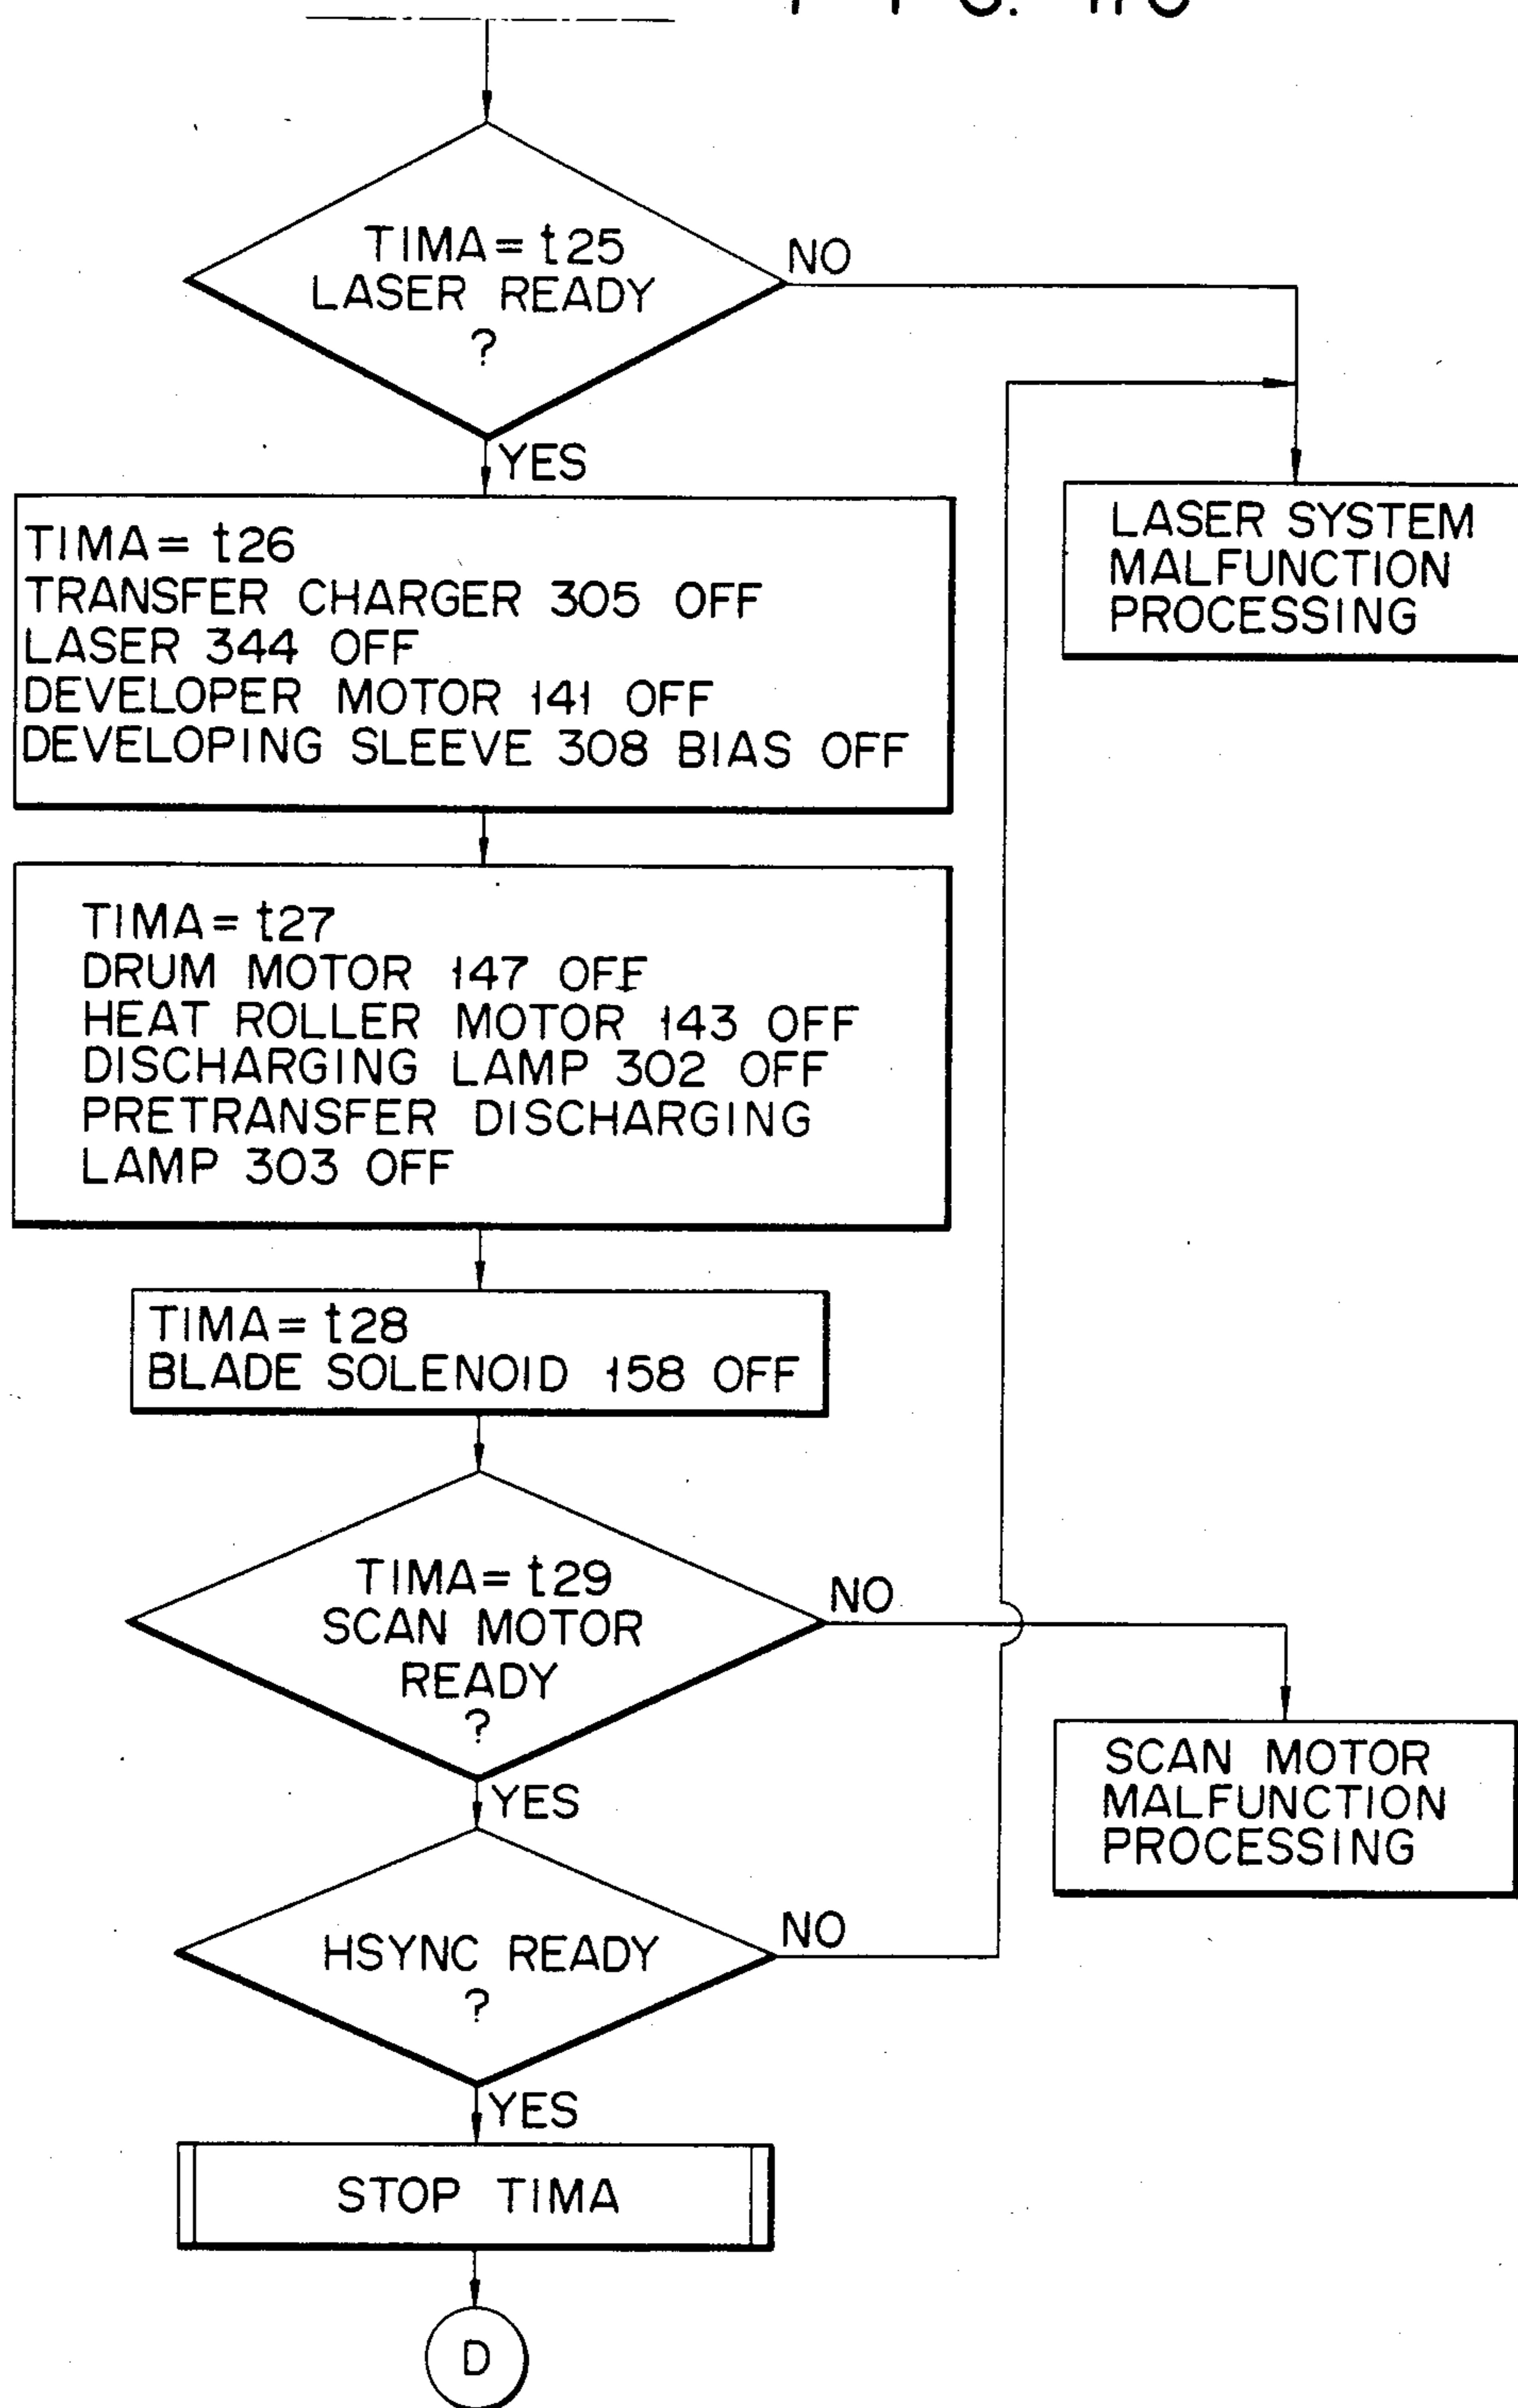 TIMA = t25
LASER READY
?
NO
YES
LASER SYSTEM
MALFUNCTION
PROCESSING
TIMA = t26
TRANSFER CHARGER 305 OFF
LASER 344 OFF
DEVELOPER MOTOR 141 OFF
DEVELOPING SLEEVE 308 BIAS OFF
TIMA = t27
DRUM MOTOR 147 OFF
HEAT ROLLER MOTOR 143 OFF
DISCHARGING LAMP 302 OFF
PRETRANSFER DISCHARGING
LAMP 303 OFF
TIMA = t28
BLADE SOLENOID 158 OFF
TIMA = t29
SCAN MOTOR
READY
?
NO
YES
SCAN MOTOR
MALFUNCTION
PROCESSING
HSYNC READY
?
NO
YES
STOP TIMA
D